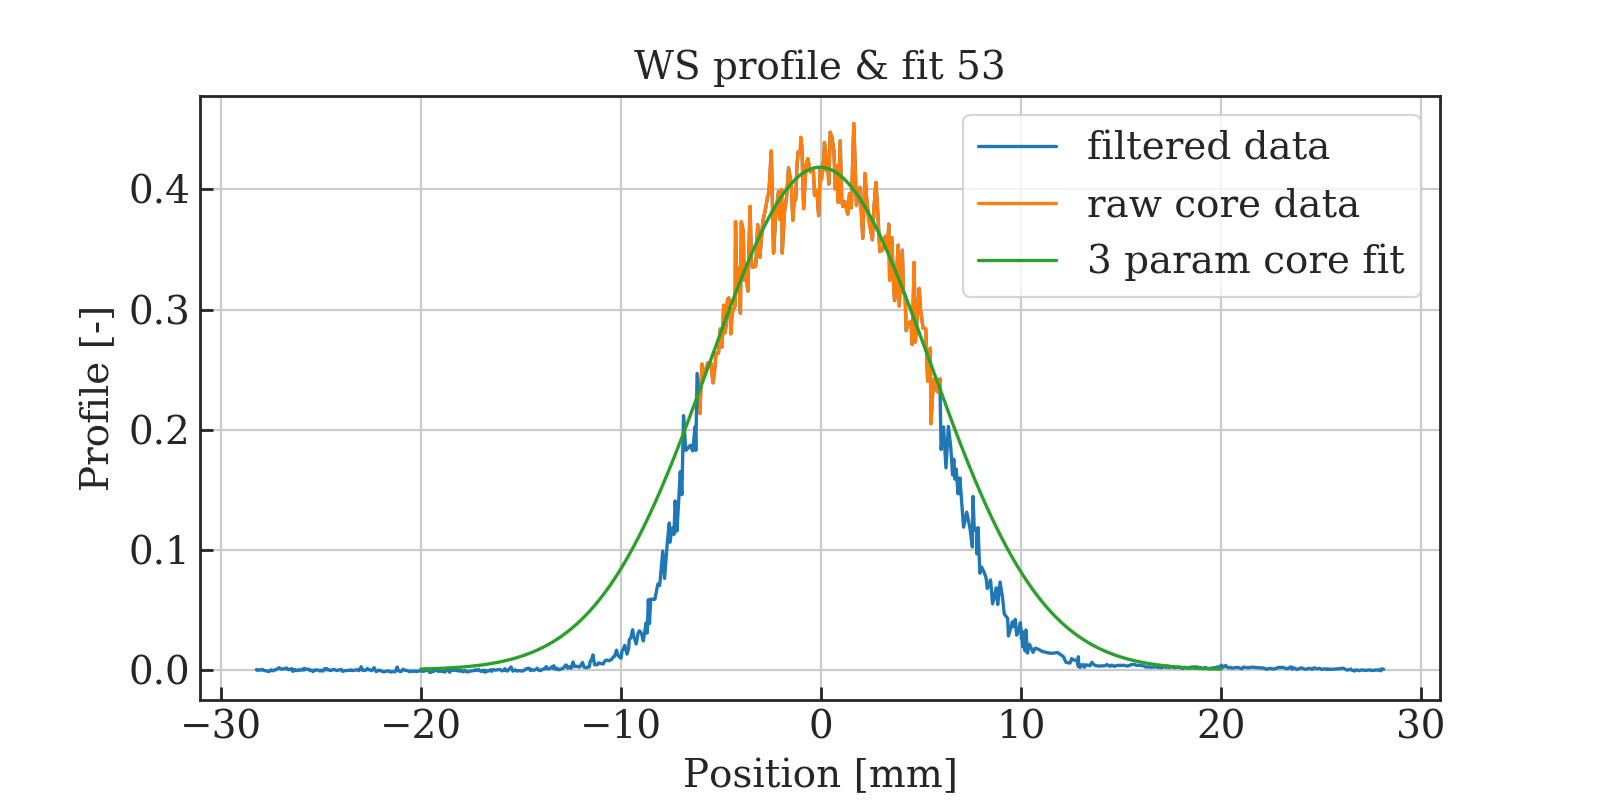 WS profile & fit 53
filtered data
raw core data
3 param core fit
Profile [-]
0.4
0.3
0.2
0.1
0.0
−30 −20 −10 0 10 20 30
Position [mm]